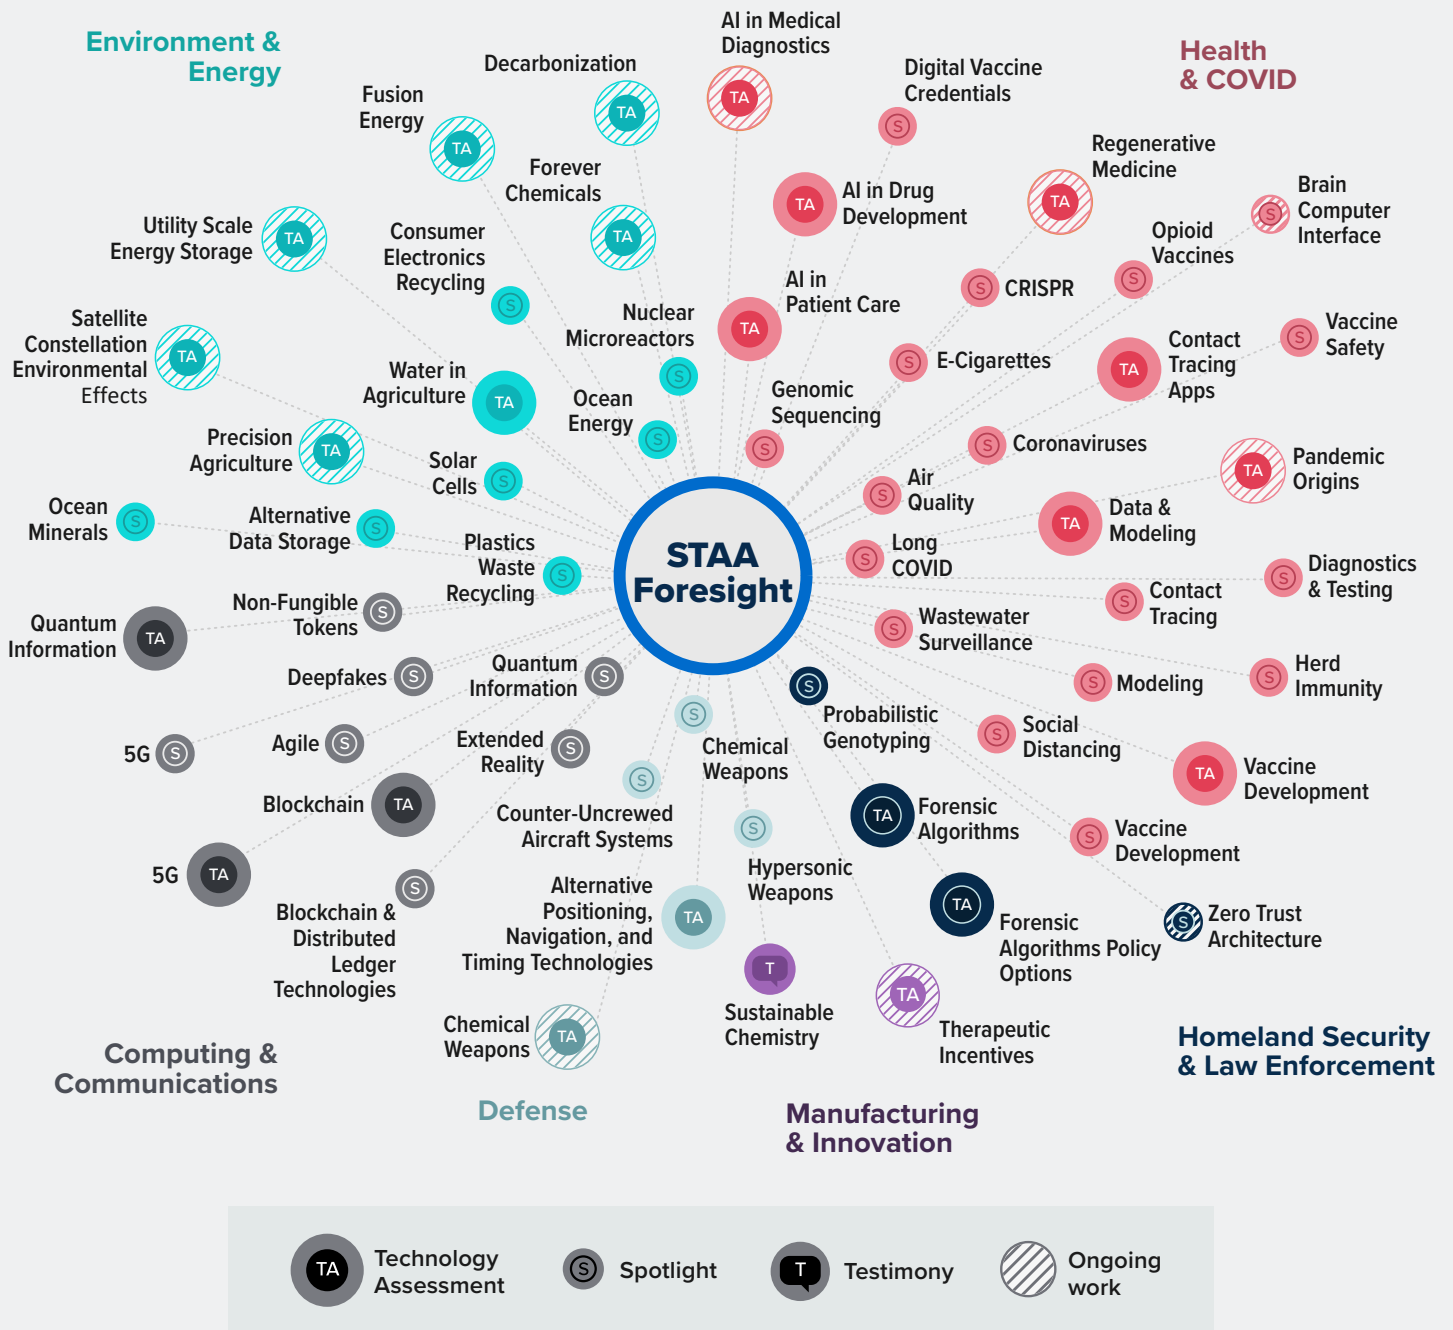 Environment &
Energy
Health
& COVID
AI in Medical
Diagnostics
TA
Decarbonization
TA
Digital Vaccine
Credentials
S
Fusion
Energy
TA
Forever
Chemicals
TA
AI in Drug
Development
TA
Regenerative
Medicine
TA
Brain
Computer
Interface
S
Utility Scale
Energy Storage
TA
Consumer
Electronics
Recycling
S
Opioid
Vaccines
S
AI in
Patient Care
TA
CRISPR
S
Nuclear
Microreactors
S
Satellite
Constellation
Environmental
Effects
TA
Vaccine
Safety
S
Contact
Tracing
Apps
TA
E-Cigarettes
S
Water in
Agriculture
TA
Ocean
Energy
S
Genomic
Sequencing
S
Precision
Agriculture
TA
Solar
Cells
S
Coronaviruses
S
Pandemic
Origins
TA
Air
Quality
S
Data &
Modeling
TA
Ocean
Minerals
S
Alternative
Data Storage
S
Plastics
Waste
Recycling
S
STAA
Foresight
Long
COVID
S
Diagnostics
& Testing
S
Contact
Tracing
S
Non-Fungible
Tokens
S
Quantum
Information
TA
Wastewater
Surveillance
S
Deepfakes
S
Quantum
Information
S
Probabilistic
Genotyping
S
Modeling
S
Herd
Immunity
S
5G
S
Agile
S
Extended
Reality
S
Chemical
Weapons
S
Social
Distancing
S
Vaccine
Development
TA
Blockchain
TA
Counter-Uncrewed
Aircraft Systems
S
Hypersonic
Weapons
S
Forensic
Algorithms
TA
Vaccine
Development
S
5G
TA
Blockchain &
Distributed
Ledger
Technologies
S
Alternative
Positioning,
Navigation, and
Timing Technologies
TA
Forensic
Algorithms Policy
Options
TA
Zero Trust
Architecture
S
Sustainable
Chemistry
T
Therapeutic
Incentives
TA
Chemical
Weapons
TA
Computing &
Communications
Defense
Manufacturing
& Innovation
Homeland Security
& Law Enforcement
TA
Technology
Assessment
S
Spotlight
T
Testimony
Ongoing
work